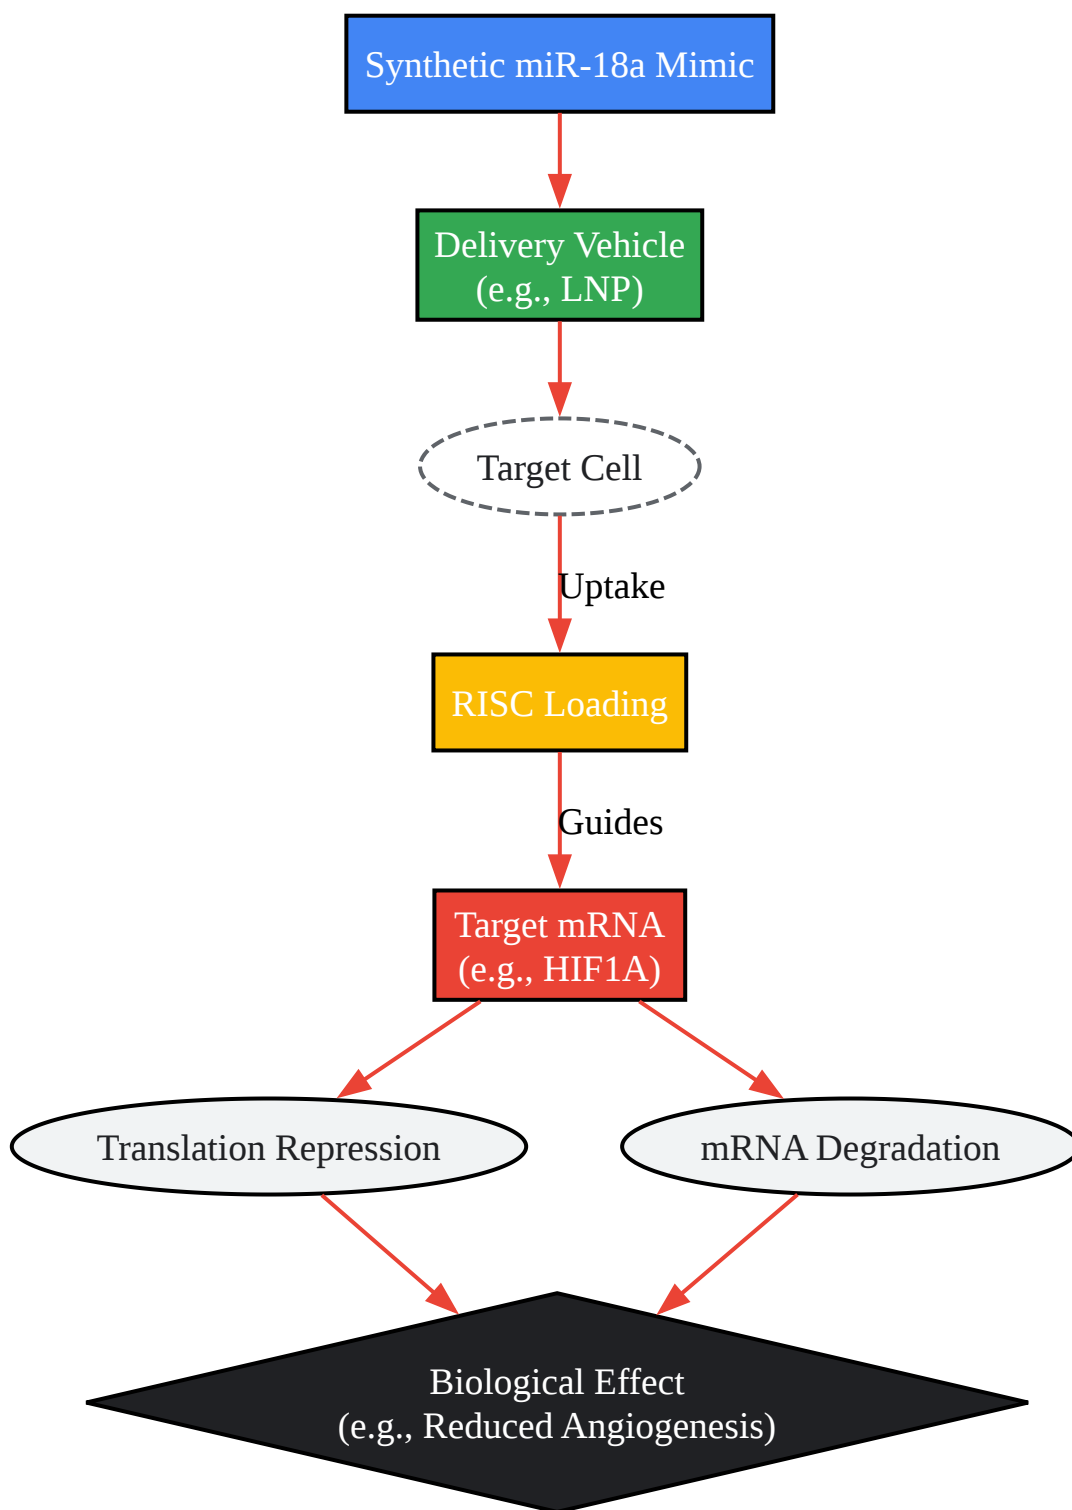 Synthetic miR-18a Mimic
Delivery Vehicle
(e.g., LNP)
Target Cell
Uptake
RISC Loading
Guides
Target mRNA
(e.g., HIF1A)
Translation Repression
mRNA Degradation
Biological Effect
(e.g., Reduced Angiogenesis)